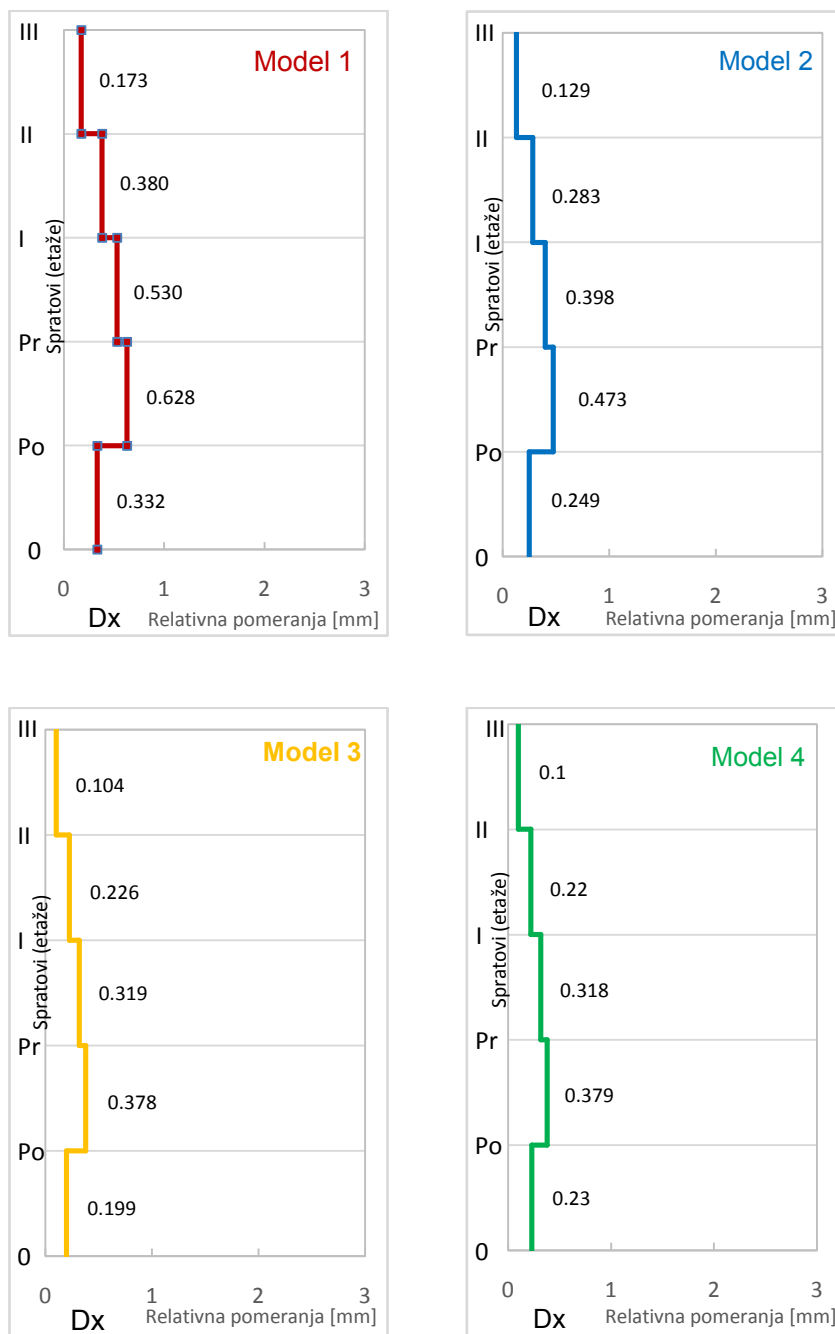 III
Model 1
0.173
II
0.380
I
Spratovi (etaže)
0.530
Pr
0.628
Po
0.332
0
0 1 2 3
Dx Relativna pomeranja [mm]
III
Model 2
0.129
II
0.283
I
Spratovi (etaže)
0.398
Pr
0.473
Po
0.249
0
0 1 2 3
Dx Relativna pomeranja [mm]
III
Model 3
0.104
II
0.226
I
Spratovi (etaže)
0.319
Pr
0.378
Po
0.199
0
0 1 2 3
Dx Relativna pomeranja [mm]
III
Model 4
0.1
II
0.22
I
Spratovi (etaže)
0.318
Pr
0.379
Po
0.23
0
0 1 2 3
Dx Relativna pomeranja [mm]